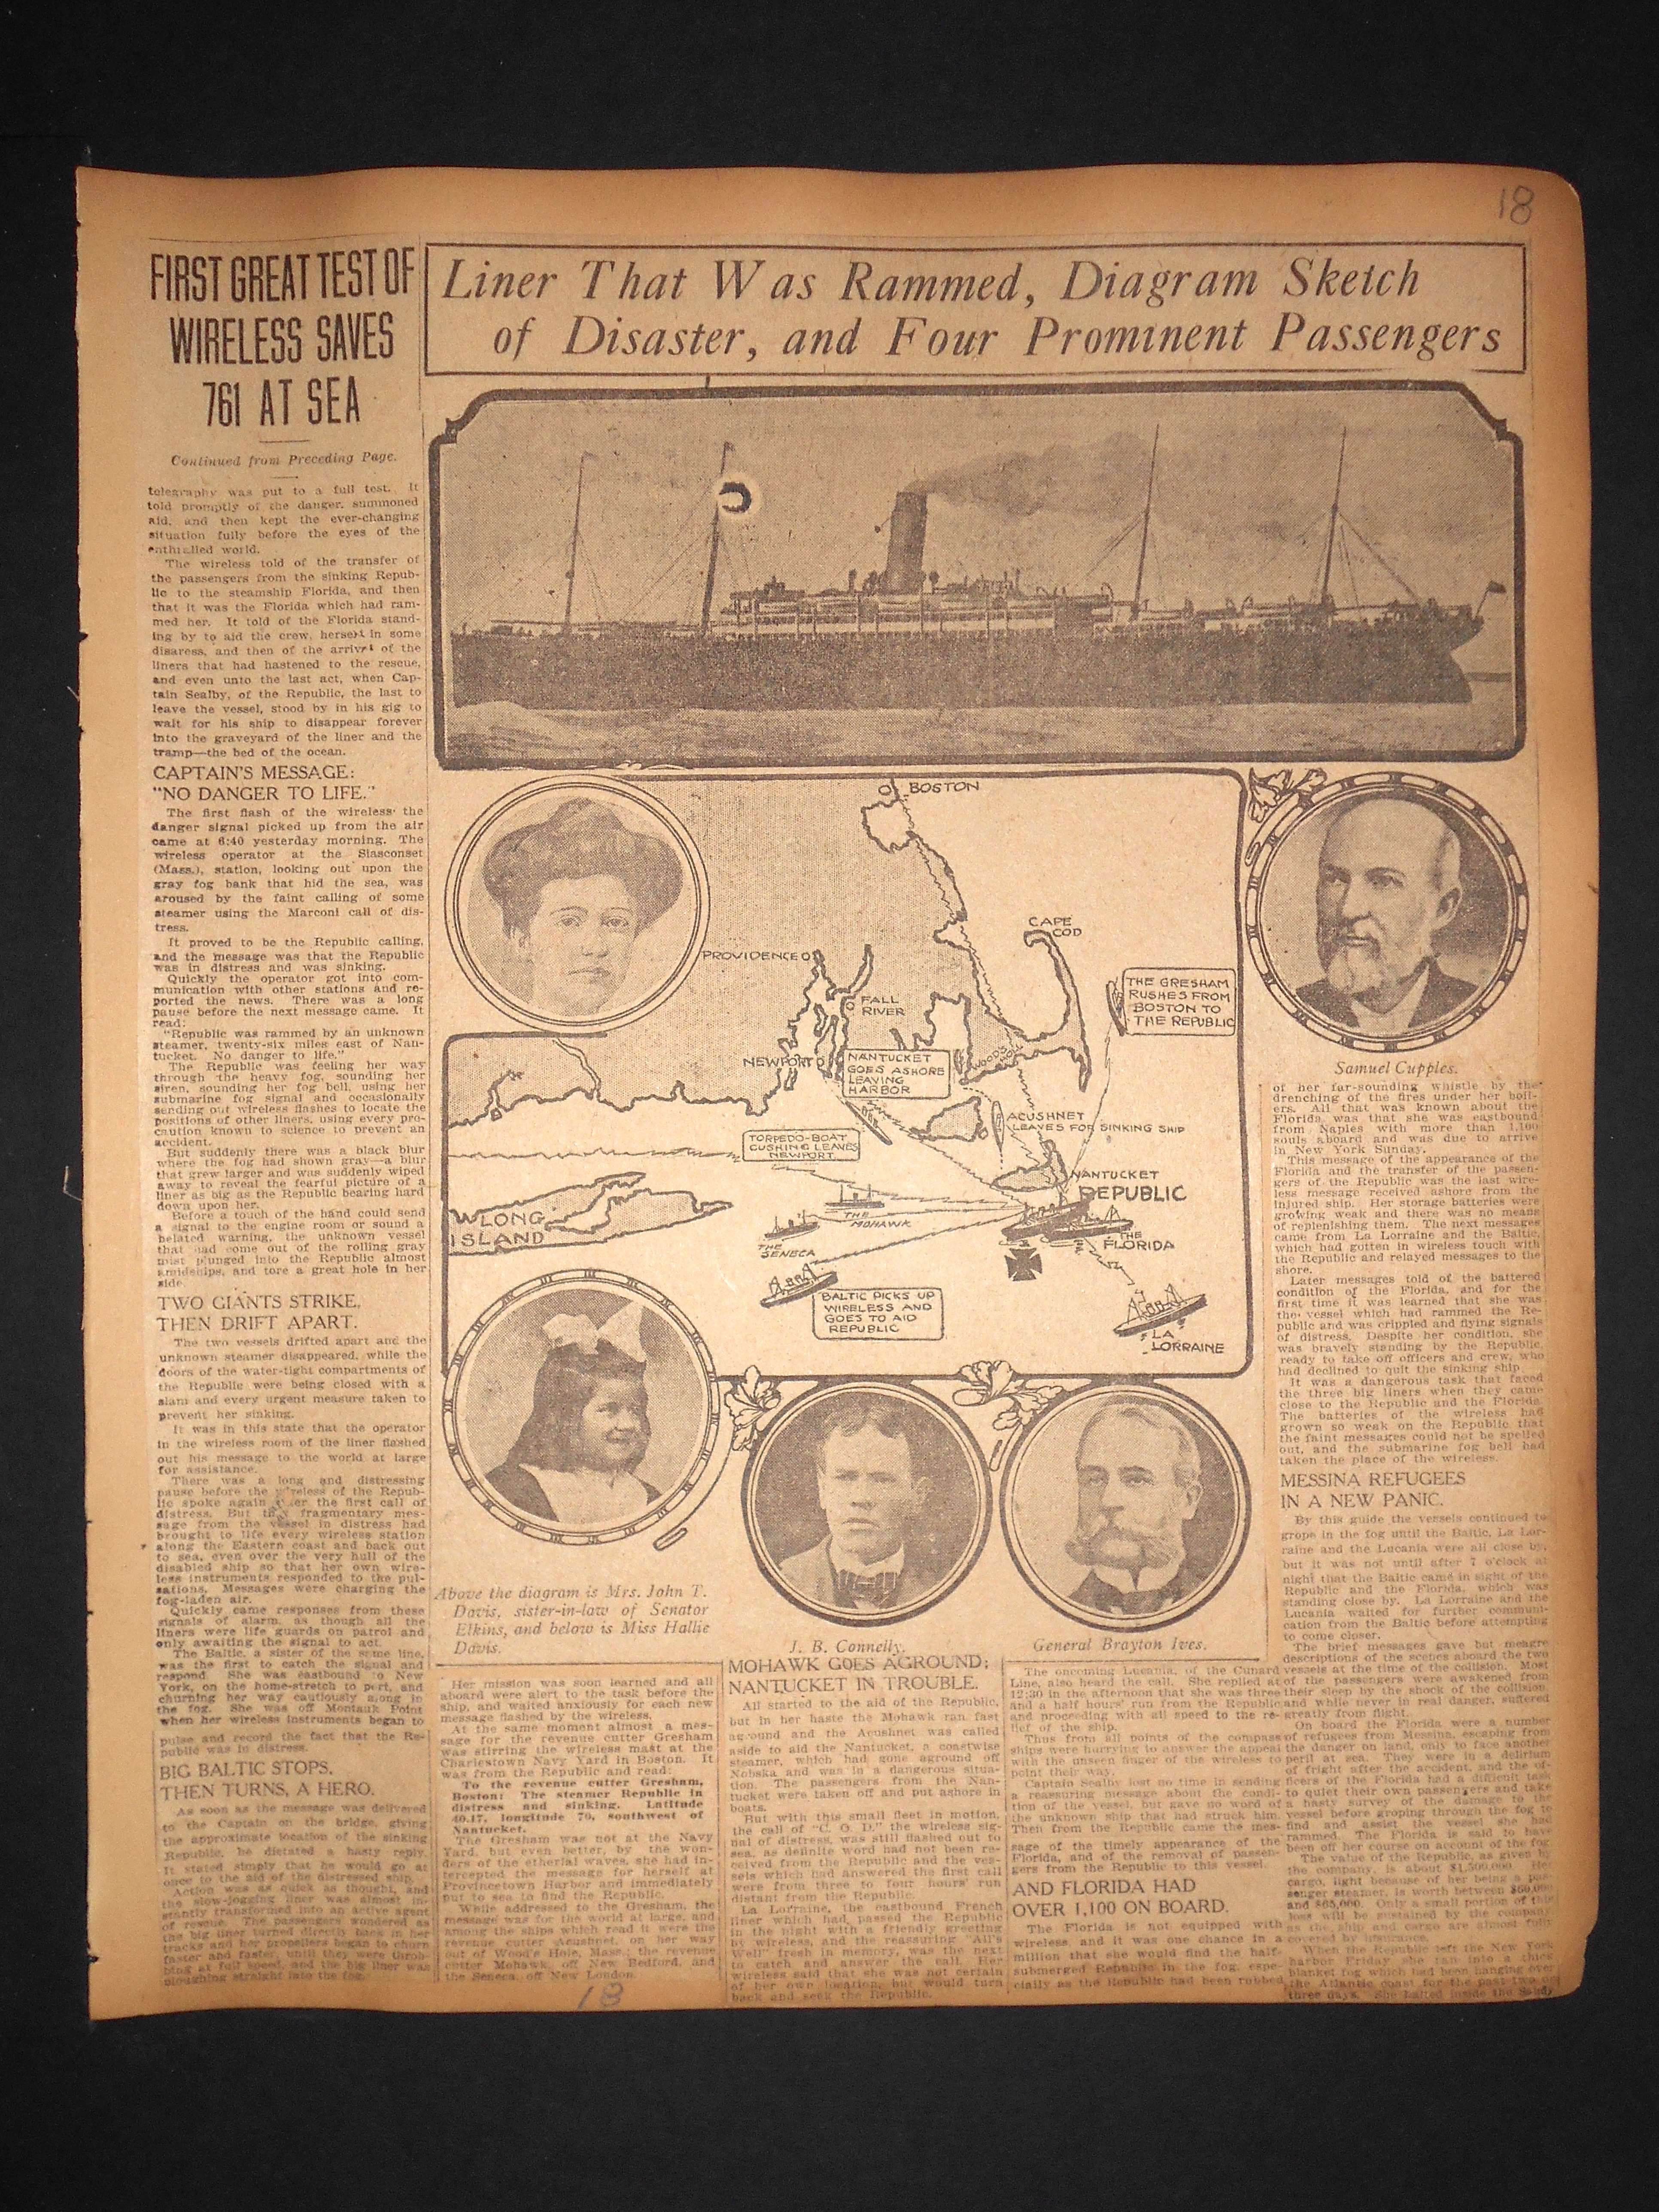 18
FIRST GREAT TEST OF
WIRELESS SAVES
761 AT SEA
Continued from Preceding Page.
telegraphy was put to a full test. It
told promptly of the danger, summoned
aid, and then kept the ever-changing
situation fully before the eyes of the
enthralled world.
The wireless told of the transfer of
the passengers from the sinking Repub-
lic to the steamship Florida, and then
that it was the Florida which had ram-
med her. It told of the Florida stand-
ing by to aid the crew, herself in some
disaress, and then of the arrival of the
liners that had hastened to the rescue,
and even unto the last act, when Cap-
tain Sealby, of the Republic, the last to
leave the vessel, stood by in his gig to
wait for his ship to disappear forever
into the graveyard of the liner and the
tramp—the bed of the ocean.
CAPTAIN'S MESSAGE:
"NO DANGER TO LIFE."
The first flash of the wireless the
danger signal picked up from the air
came at 6:40 yesterday morning. The
wireless operator at the Siasconset
(Mass.), station, looking out upon the
gray fog bank that hid the sea, was
aroused by the faint calling of some
steamer using the Marconi call of dis-
tress.
It proved to be the Republic calling,
and the message was that the Republic
was in distress and was sinking.
Quickly the operator got into com-
munication with other stations and re-
ported the news. There was a long
pause before the next message came. It
read:
"Republic was rammed by an unknown
steamer, twenty-six miles east of Nan-
tucket. No danger to life."
The Republic was feeling her way
through the heavy fog, sounding her
siren, sounding her fog bell, using her
submarine fog signal and occasionally
sending out wireless flashes to locate the
positions of other liners, using every pre-
caution known to science to prevent an
accident.
But suddenly there was a black blur
where the fog had shown gray—a blur
that grew larger and was suddenly wiped
away to reveal the fearful picture of a
liner as big as the Republic bearing hard
down upon her.
Before a touch of the hand could send
a signal to the engine room or sound a
belated warning, the unknown vessel
that had come out of the rolling gray
mist plunged into the Republic almost
amidships, and tore a great hole in her
side.
TWO GIANTS STRIKE,
THEN DRIFT APART.
The two vessels drifted apart and the
unknown steamer disappeared, while the
doors of the water-tight compartments of
the Republic were being closed with a
slam and every urgent measure taken to
prevent her sinking.
It was in this state that the operator
in the wireless room of the liner flashed
out his message to the world at large
for assistance.
There was a long and distressing
pause before the wireless of the Repub-
lic spoke again after the first call of
distress. But this fragmentary mes-
sage from the vessel in distress had
brought to life every wireless station
along the Eastern coast and back out
to sea, even over the very hull of the
disabled ship so that her own wire-
less instruments responded to the pul-
sations. Messages were charging the
fog-laden air.
Quickly came responses from these
signals of alarm, as though all the
liners were life guards on patrol and
only awaiting the signal to act.
The Baltic, a sister of the same line,
was the first to catch the signal and
respond. She was eastbound to New
York, on the home-stretch to port, and
churning her way cautiously along in
the fog. She was off Montauk Point
when her wireless instruments began to
pulse and record the fact that the Re-
public was in distress.
BIG BALTIC STOPS,
THEN TURNS, A HERO.
As soon as the message was delivered
to the Captain on the bridge, giving
the approximate location of the sinking
Republic, he dictated a hasty reply.
It stated simply that he would go at
once to the aid of the distressed ship.
Action was as quick as thought, and
the slow-jogging liner was almost in-
stantly transformed into an active agent
of rescue. The passengers wondered as
the big liner turned directly back in her
tracks and her propellers began to churn
faster and faster, until they were throb-
bing at full speed, and the big liner was
ploughing straight into the fog.
Liner That Was Rammed, Diagram Sketch
of Disaster, and Four Prominent Passengers
BOSTON
CAPE
COD
PROVIDENCE
FALL
RIVER
THE GRESHAM
RUSHES FROM
BOSTON TO
THE REPUBLIC
NEWPORT
NANTUCKET
GOES ASHORE
LEAVING
HARBOR
WOODS HOLL
ACUSHNET
LEAVES FOR SINKING SHIP
TORPEDO-BOAT
CUSHING LEAVES
NEWPORT
NANTUCKET
REPUBLIC
THE
MOHAWK
LONG
ISLAND
THE
SENECA
THE
FLORIDA
BALTIC PICKS UP
WIRELESS AND
GOES TO AID
REPUBLIC
LA
LORRAINE
Above the diagram is Mrs. John T.
Davis, sister-in-law of Senator
Elkins, and below is Miss Hallie
Davis.
J. B. Connelly.
General Brayton Ives.
Samuel Cupples.
Her mission was soon learned and all
aboard were alert to the task before the
ship, and waited anxiously for each new
message flashed by the wireless.
At the same moment almost a mes-
sage for the revenue cutter Gresham
was stirring the wireless mast at the
Charlestown Navy Yard in Boston. It
was from the Republic and read:
To the revenue cutter Gresham,
Boston: The steamer Republic in
distress and sinking. Latitude
40.17, longitude 70, southwest of
Nantucket.
The Gresham was not at the Navy
Yard, but even better, by the won-
ders of the etherial waves, she had in-
tercepted the message for herself at
Provincetown Harbor and immediately
put to sea to find the Republic.
While addressed to the Gresham, the
message was for the world at large, and
among the ships which read it were the
revenue cutter Acushnet, on her way
out of Wood's Hole, Mass.; the revenue
cutter Mohawk, off New Bedford, and
the Seneca, off New London.
18
MOHAWK GOES AGROUND;
NANTUCKET IN TROUBLE.
All started to the aid of the Republic,
but in her haste the Mohawk ran fast
aground and the Acushnet was called
aside to aid the Nantucket, a coastwise
steamer, which had gone aground off
Nobska and was in a dangerous situa-
tion. The passengers from the Nan-
tucket were taken off and put ashore in
boats.
But with this small fleet in motion,
the call of "C. Q. D." the wireless sig-
nal of distress, was still flashed out to
sea, as definite word had not been re-
ceived from the Republic and the ves-
sels which had answered the first call
were from three to four hours' run
distant from the Republic.
La Lorraine, the eastbound French
liner which had passed the Republic
in the night with a friendly greeting
by wireless, and the reassuring "All's
Well" fresh in memory, was the next
to catch and answer the call. Her
wireless said that she was not certain
of her own location, but would turn
back and seek the Republic.
The oncoming Lucania, of the Cunard
Line, also heard the call. She replied at
12:30 in the afternoon that she was three
and a half hours' run from the Republic
and proceeding with all speed to the re-
lief of the ship.
Thus from all points of the compass
ships were hurrying to answer the appeal
with the unseen finger of the wireless to
point their way.
Captain Sealby lost no time in sending
a reassuring message about the condi-
tion of the vessel, but gave no word of
the unknown ship that had struck him.
Then from the Republic came the mes-
sage of the timely appearance of the
Florida, and of the removal of passen-
gers from the Republic to this vessel.
AND FLORIDA HAD
OVER 1,100 ON BOARD.
The Florida is not equipped with
wireless, and it was one chance in a
million that she would find the half-
submerged Republic in the fog, espe-
cially as the Republic had been robbed
of her far-sounding whistle by the
drenching of the fires under her boil-
ers. All that was known about the
Florida was that she was eastbound
from Naples with more than 1,100
souls aboard and was due to arrive
in New York Sunday.
This message of the appearance of the
Florida and the transfer of the passen-
gers of the Republic was the last wire-
less message received ashore from the
injured ship. Her storage batteries were
growing weak and there was no means
of replenishing them. The next messages
came from La Lorraine and the Baltic,
which had gotten in wireless touch with
the Republic and relayed messages to the
shore.
Later messages told of the battered
condition of the Florida, and for the
first time it was learned that she was
the vessel which had rammed the Re-
public and was crippled and flying signals
of distress. Despite her condition, she
was bravely standing by the Republic,
ready to take off officers and crew, who
had declined to quit the sinking ship.
It was a dangerous task that faced
the three big liners when they came
close to the Republic and the Florida.
The batteries of the wireless had
grown so weak on the Republic that
the faint messages could not be spelled
out, and the submarine fog bell had
taken the place of the wireless.
MESSINA REFUGEES
IN A NEW PANIC.
By this guide the vessels continued to
grope in the fog until the Baltic, La Lor-
raine and the Lucania were all close by,
but it was not until after 7 o'clock at
night that the Baltic came in sight of the
Republic and the Florida, which was
standing close by. La Lorraine and the
Lucania waited for further communi-
cation from the Baltic before attempting
to come closer.
The brief messages gave but meagre
descriptions of the scenes aboard the two
vessels at the time of the collision. Most
of the passengers were awakened from
their sleep by the shock of the collision,
and while never in real danger, suffered
greatly from flight.
On board the Florida were a number
of refugees from Messina, escaping from
the danger on land, only to face another
peril at sea. They were in a delirium
of fright after the accident, and the of-
ficers of the Florida had a difficult task
to quiet their own passengers and take
a hasty survey of the damage to the
vessel before groping through the fog to
find and assist the vessel she had
rammed. The Florida is said to have
been off her course on account of the fog.
The value of the Republic, as given by
the company, is about $1,500,000. Her
cargo, light because of her being a pas-
senger steamer, is worth between $60,000
and $65,000. Only a small portion of this
loss will be sustained by the company
as the ship and cargo are almost fully
covered by insurance.
When the Republic left the New York
harbor Friday she ran into a thick
blanket fog which had been hanging over
the Atlantic coast for the past two or
three days. She halted inside the Sandy